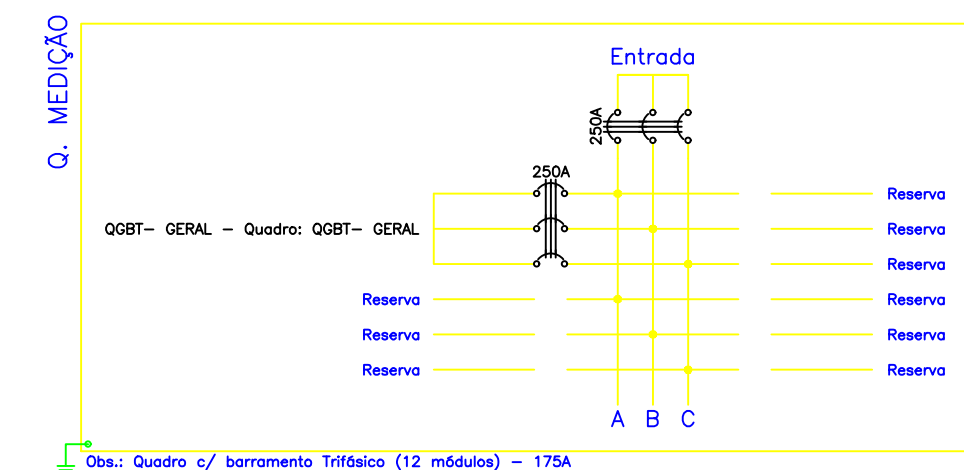 Q. MEDIÇÃO
Entrada
250A
250A
Reserva
QGBT- GERAL - Quadro: QGBT- GERAL
Reserva
Reserva
Reserva
Reserva
Reserva
Reserva
Reserva
Reserva
A B C
Obs.: Quadro c/ barramento Trifásico (12 módulos) - 175A